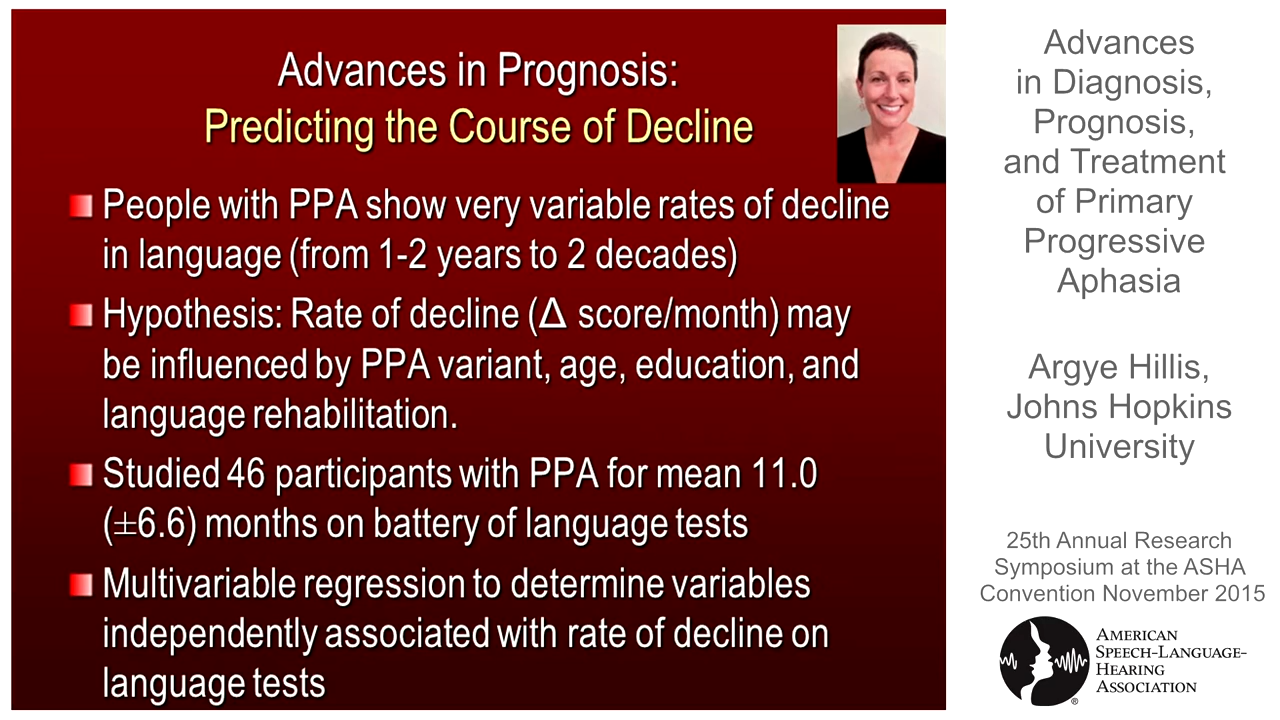 Advances in Prognosis:
Predicting the Course of Decline
People with PPA show very variable rates of decline
in language (from 1-2 years to 2 decades)
Hypothesis: Rate of decline (Δ score/month) may
be influenced by PPA variant, age, education, and
language rehabilitation.
Studied 46 participants with PPA for mean 11.0
(±6.6) months on battery of language tests
Multivariable regression to determine variables
independently associated with rate of decline on
language tests
Advances
in Diagnosis,
Prognosis,
and Treatment
of Primary
Progressive
Aphasia
Argye Hillis,
Johns Hopkins
University
25th Annual Research
Symposium at the ASHA
Convention November 2015
AMERICAN
SPEECH-LANGUAGE-
HEARING
ASSOCIATION
®